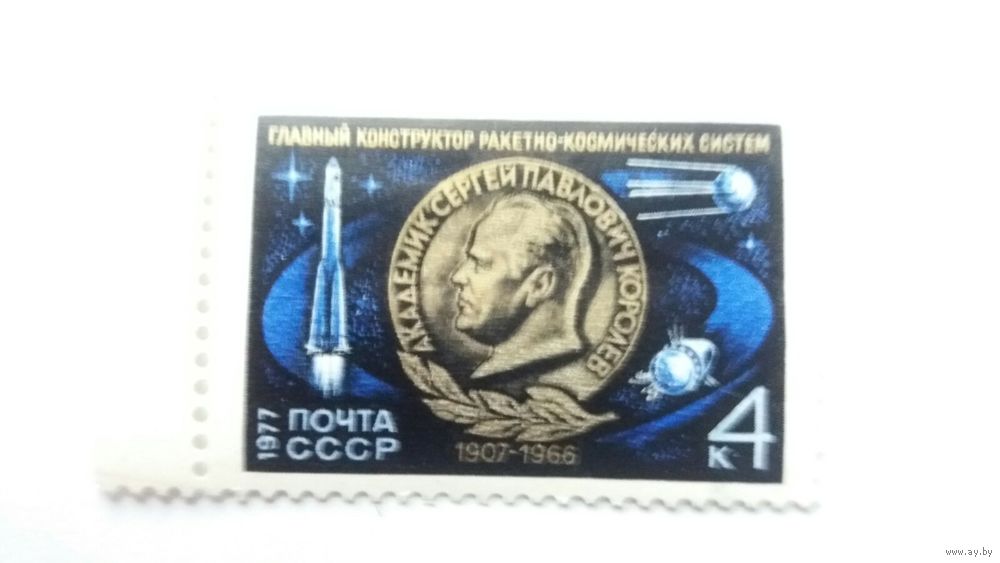 ГЛАВНЫЙ КОНСТРУКТОР РАКЕТНО-КОСМИЧЕСКИХ СИСТЕМ
АКАДЕМИК СЕРГЕЙ ПАВЛОВИЧ КОРОЛЕВ
1977
ПОЧТА
СССР
1907-1966
4 к
www.ay.by